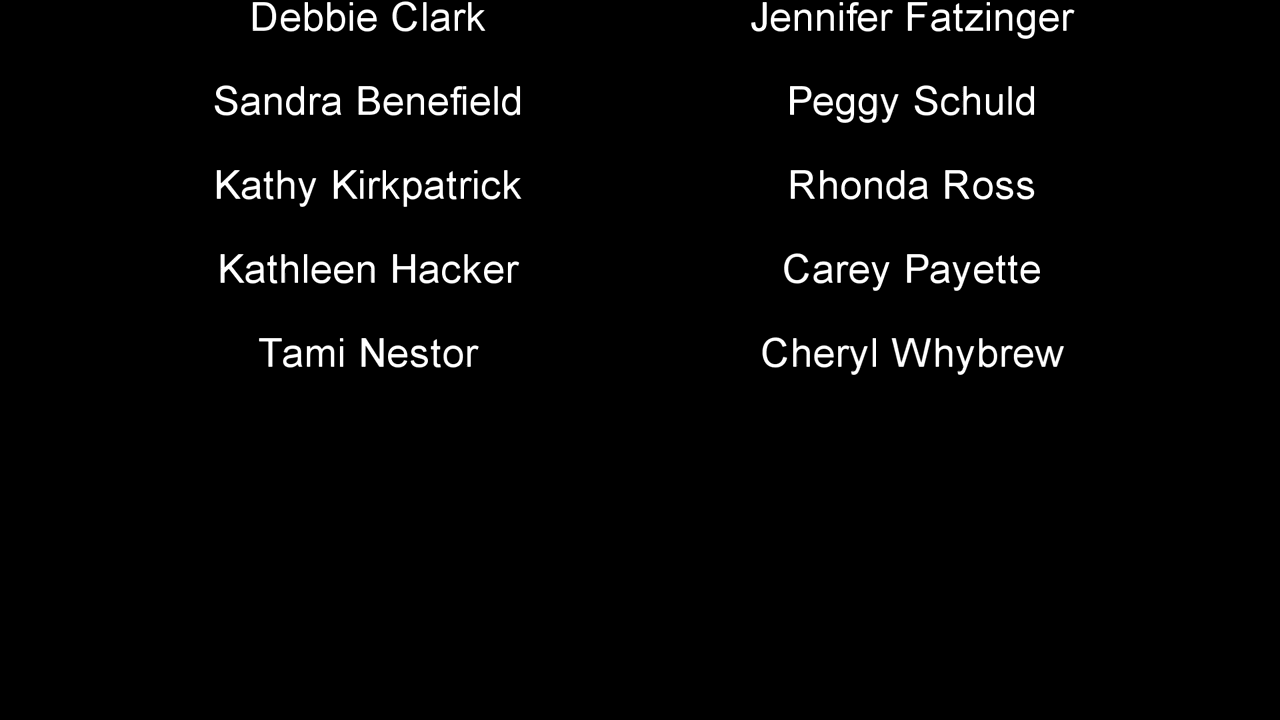 Debbie Clark Jennifer Fatzinger
Sandra Benefield Peggy Schuld
Kathy Kirkpatrick Rhonda Ross
Kathleen Hacker Carey Payette
Tami Nestor Cheryl Whybrew